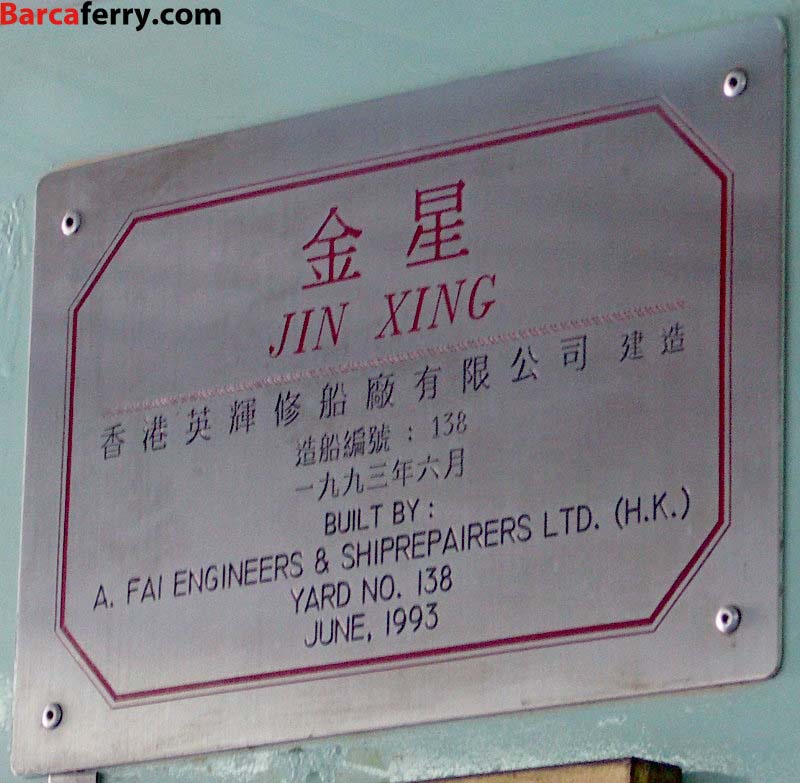 Barcaferry.com
金星
JIN XING
香港英輝修船廠有限公司 建造
造船編號：138
一九九三年六月
BUILT BY :
A. FAI ENGINEERS & SHIPREPAIRERS LTD. (H.K.)
YARD NO. 138
JUNE, 1993